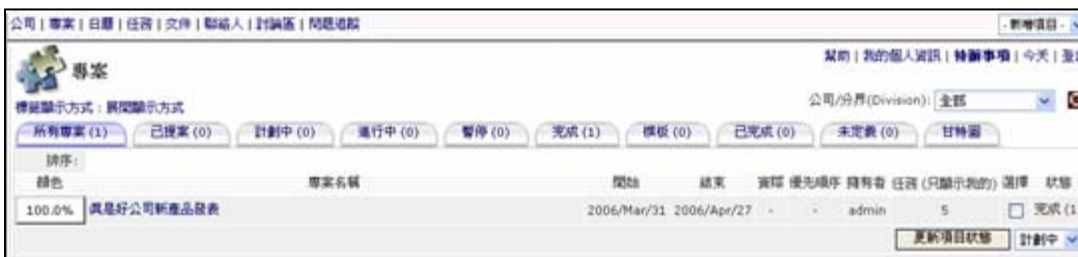 公司 | 專案 | 日曆 | 任務 | 文件 | 聯絡人 | 討論區 | 問題追蹤
- 新增項目 -
幫助 | 我的個人資訊 | 待辦事項 | 今天 |
專案
公司/分界(Division): 全部
標籤顯示方式 : 展開顯示方式
所有專案 (1) 已提案 (0) 計劃中 (0) 進行中 (0) 暫停 (0) 完成 (1) 模板 (0) 已完成 (0) 未定義 (0) 甘特圖
排序:
顏色 專案名稱 開始 結束 實際 優先順序 擁有者 任務 (只顯示我的) 選擇 狀態
100.0% 真是好公司新產品發表 2006/Mar/31 2006/Apr/27 - - admin 5 完成 (1
更新項目狀態 計劃中